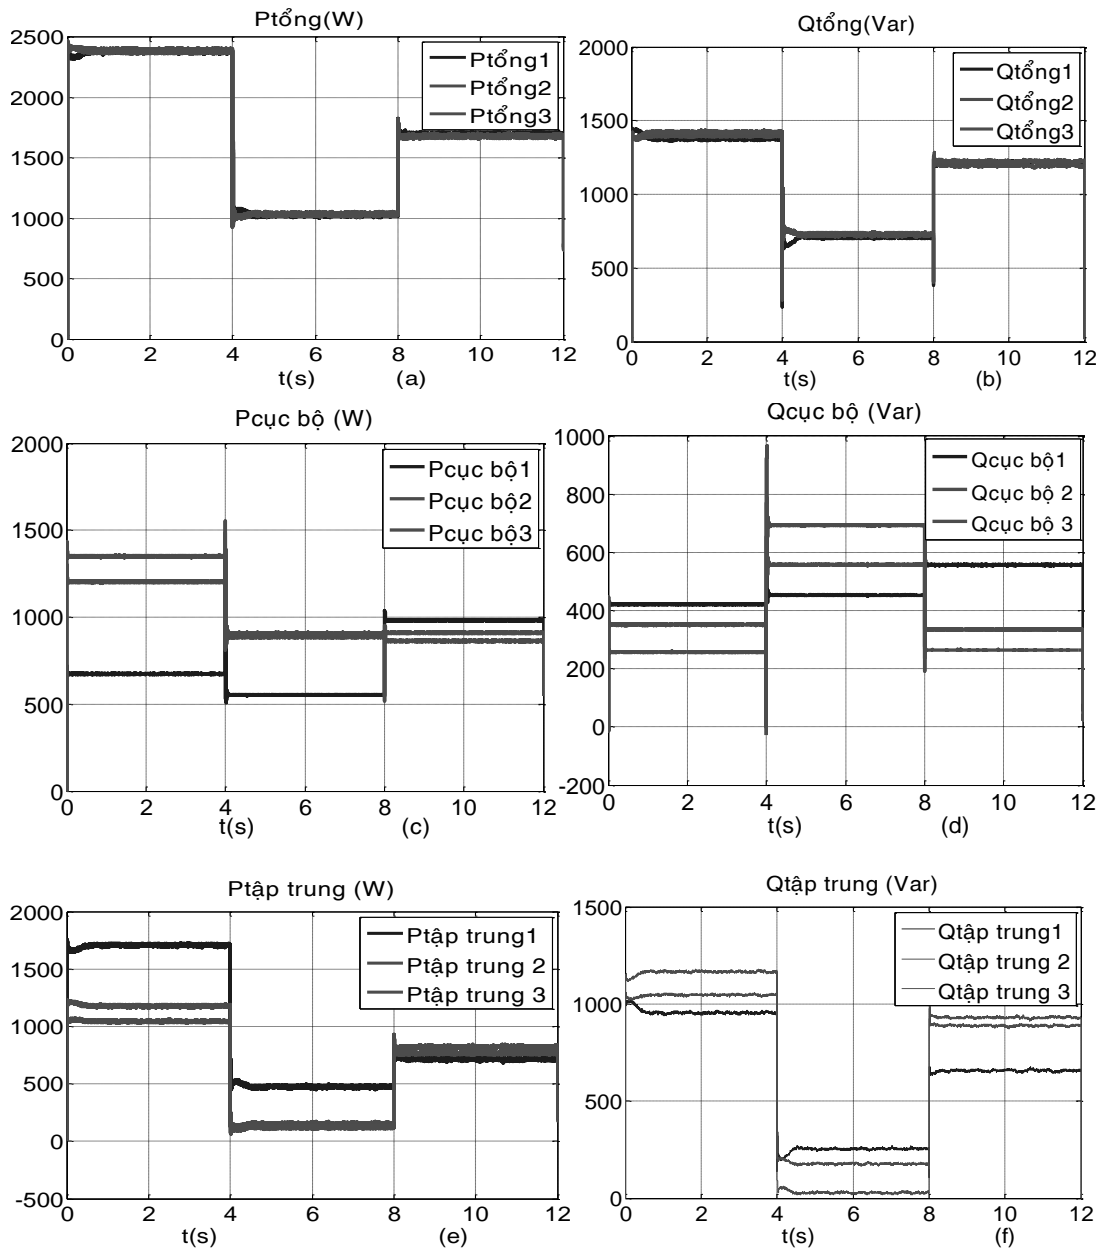 Ptổng(W)
2500
2000
1500
1000
500
0
Ptổng1
Ptổng2
Ptổng3
0 2 4 6 8 10 12
t(s) (a)
Qtổng(Var)
2000
1500
1000
500
0
Qtổng1
Qtổng2
Qtổng3
0 2 4 6 8 10 12
t(s) (b)
Pcục bộ (W)
2000
1500
1000
500
0
Pcục bộ1
Pcục bộ2
Pcục bộ3
0 2 4 6 8 10 12
t(s) (c)
Qcục bộ (Var)
1000
800
600
400
200
0
-200
Qcục bộ1
Qcục bộ 2
Qcục bộ 3
0 2 4 6 8 10 12
t(s) (d)
Ptập trung (W)
2000
1500
1000
500
0
-500
Ptập trung1
Ptập trung 2
Ptập trung 3
0 2 4 6 8 10 12
t(s) (e)
Qtập trung (Var)
1500
1000
500
0
Qtập trung1
Qtập trung 2
Qtập trung 3
0 2 4 6 8 10 12
t(s) (f)